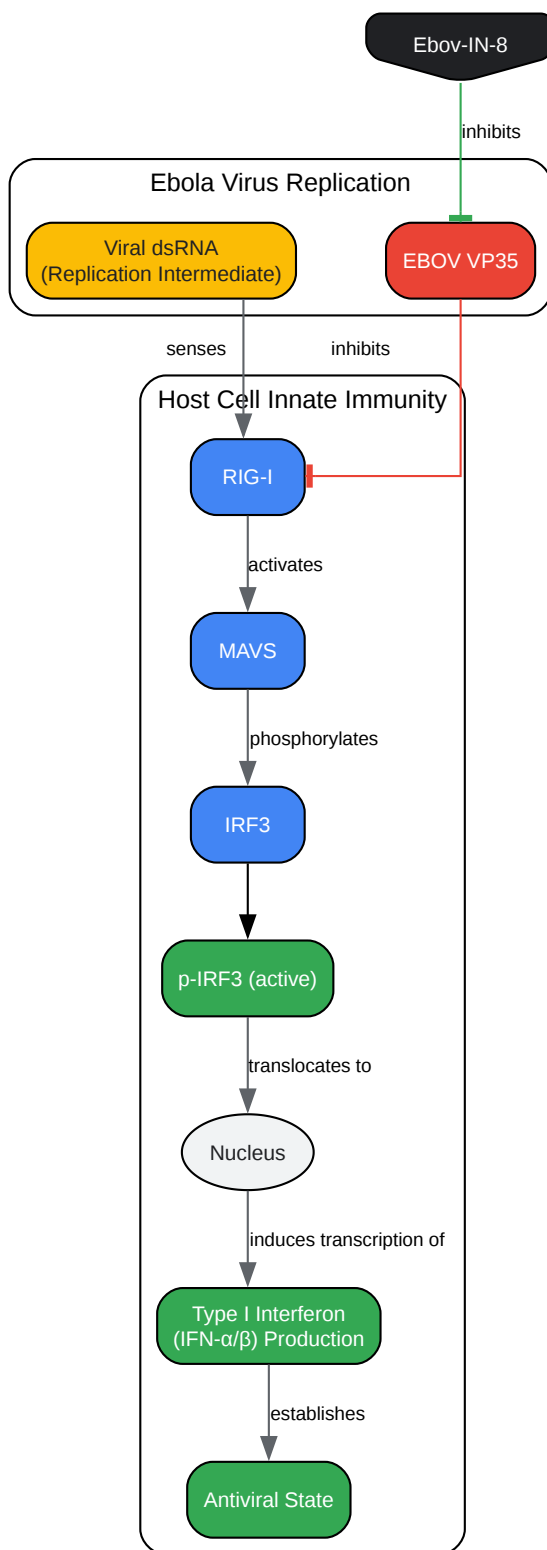 Ebov-IN-8
inhibits
Ebola Virus Replication
Viral dsRNA
(Replication Intermediate)
EBOV VP35
senses
inhibits
Host Cell Innate Immunity
RIG-I
activates
MAVS
phosphorylates
IRF3
p-IRF3 (active)
translocates to
Nucleus
induces transcription of
Type I Interferon
(IFN-α/β) Production
establishes
Antiviral State